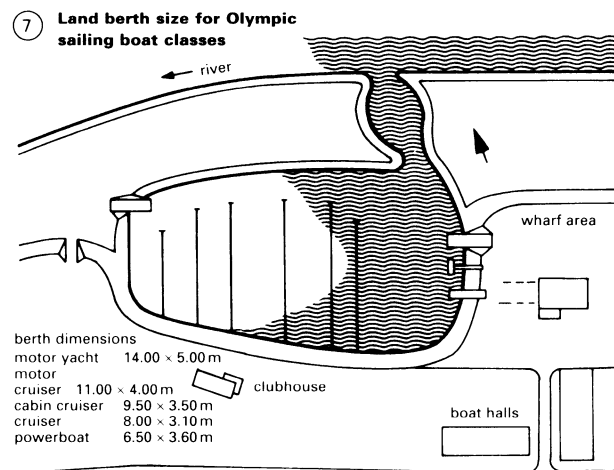 7
Land berth size for Olympic
sailing boat classes
river
wharf area
berth dimensions
motor yacht 14.00 × 5.00 m
motor
cruiser 11.00 × 4.00 m
cabin cruiser 9.50 × 3.50 m
cruiser 8.00 × 3.10 m
powerboat 6.50 × 3.60 m
clubhouse
boat halls